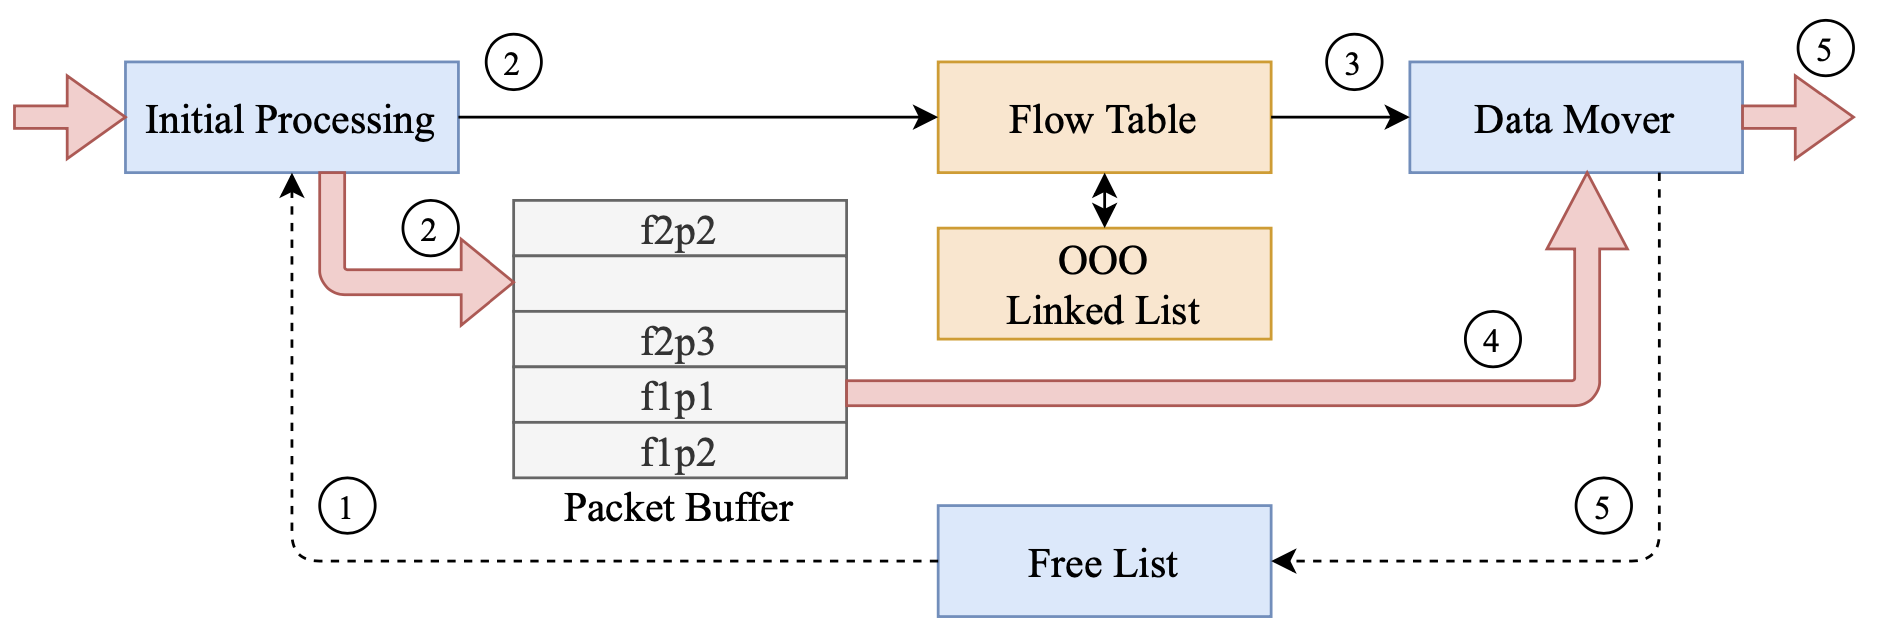 5
2
3
Initial Processing
Flow Table
Data Mover
2
f2p2
OOO
Linked List
f2p3
4
f1p1
f1p2
Packet Buffer
1
5
Free List